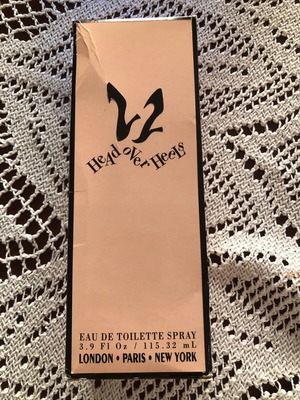 HeAd oVer HeelS
EAU DE TOILETTE SPRAY
3.9 Fl Oz / 115.32 mL
LONDON • PARIS • NEW YORK